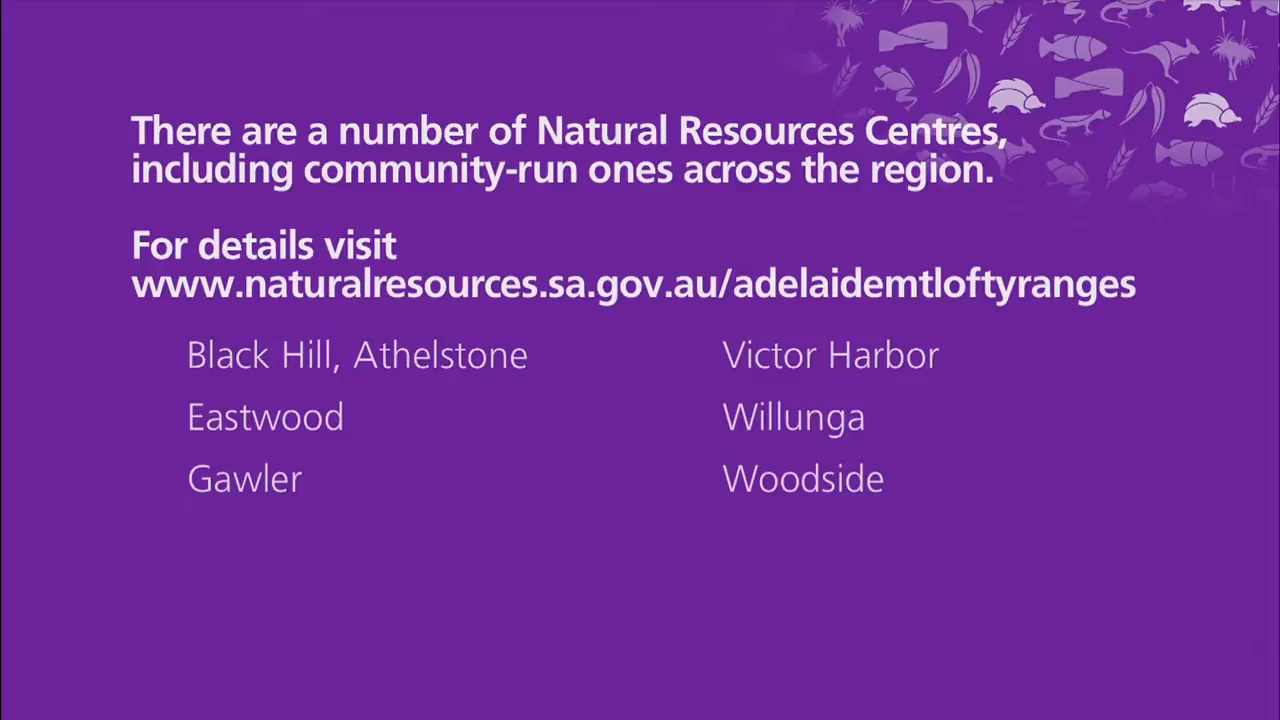 There are a number of Natural Resources Centres,
including community-run ones across the region.
For details visit
www.naturalresources.sa.gov.au/adelaidemtloftyranges
Black Hill, Athelstone
Eastwood
Gawler
Victor Harbor
Willunga
Woodside